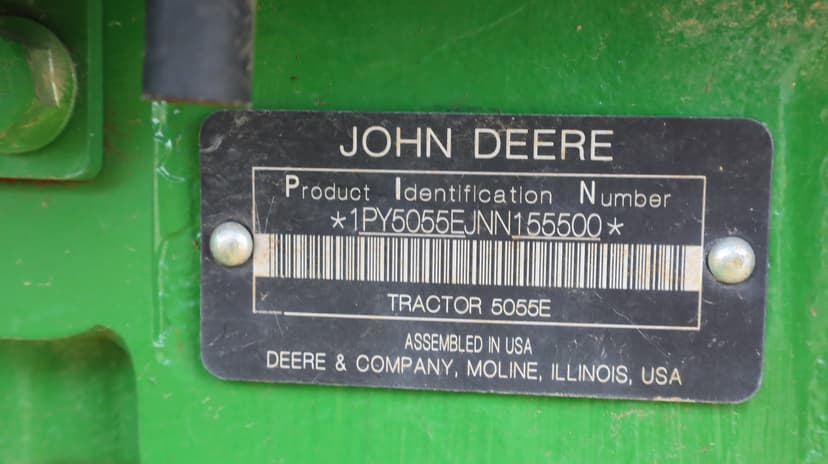 JOHN DEERE
Product Identification Number
*1PY5055EJNN155500*
TRACTOR 5055E
ASSEMBLED IN USA
DEERE & COMPANY, MOLINE, ILLINOIS, USA